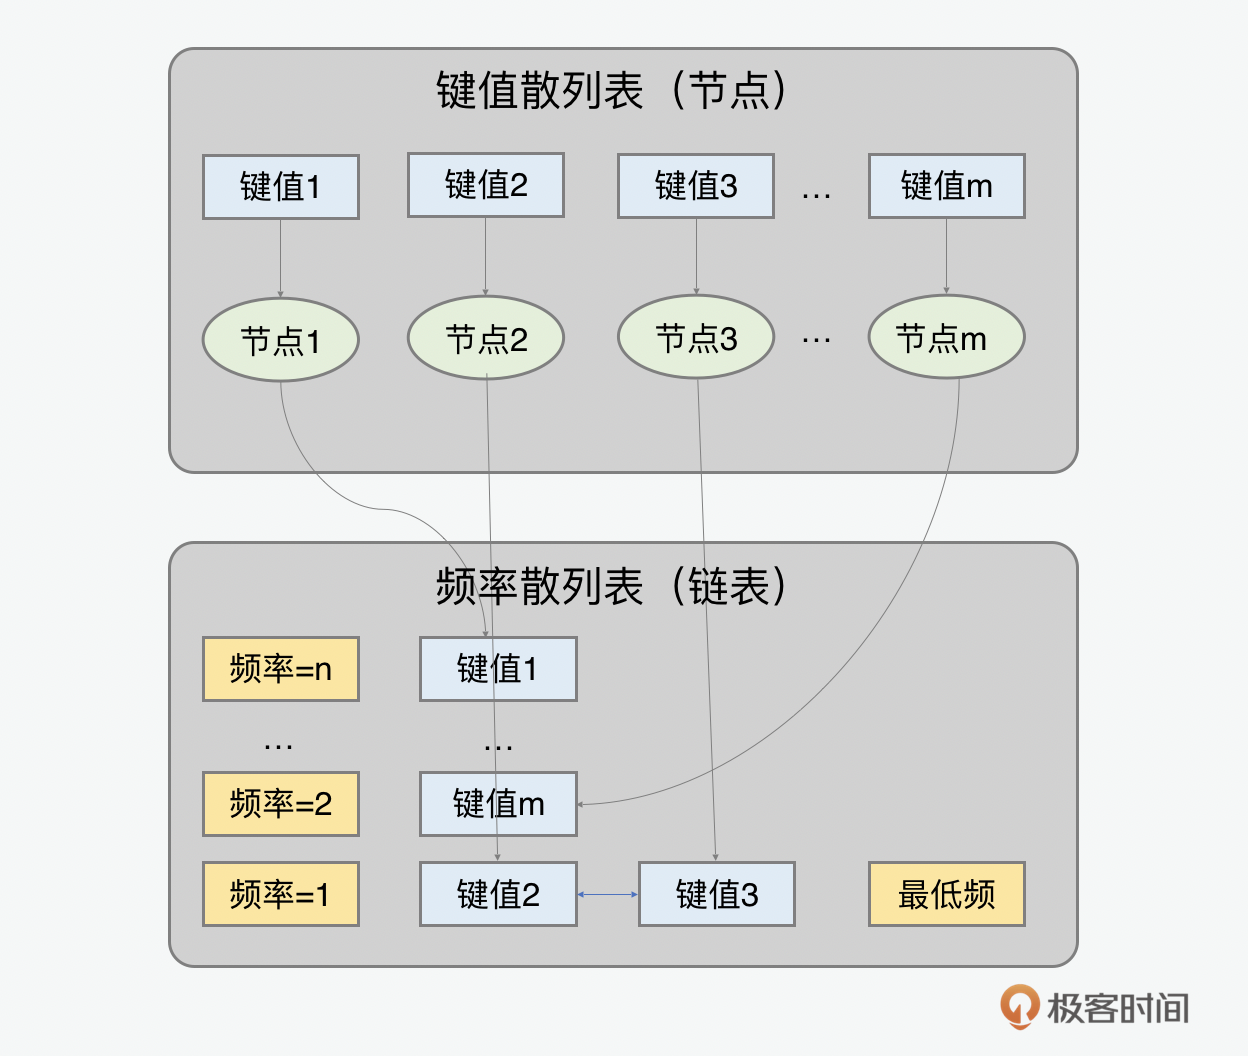 键值散列表（节点）
键值1 键值2 键值3 … 键值m
节点1 节点2 节点3 … 节点m
频率散列表（链表）
频率=n 键值1
… …
频率=2 键值m
频率=1 键值2 键值3 最低频
极客时间